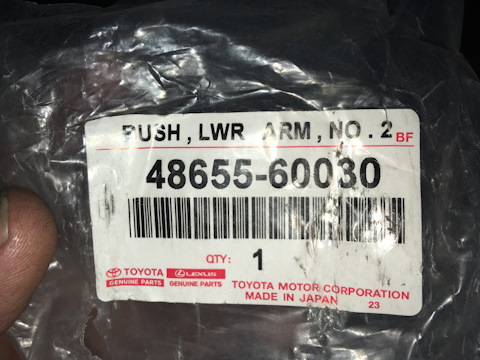 BUSH, LWR ARM, NO. 2 BF
48655-60030
QTY: 1
TOYOTA LEXUS
GENUINE PARTS GENUINE PARTS
TOYOTA MOTOR CORPORATION
MADE IN JAPAN 23